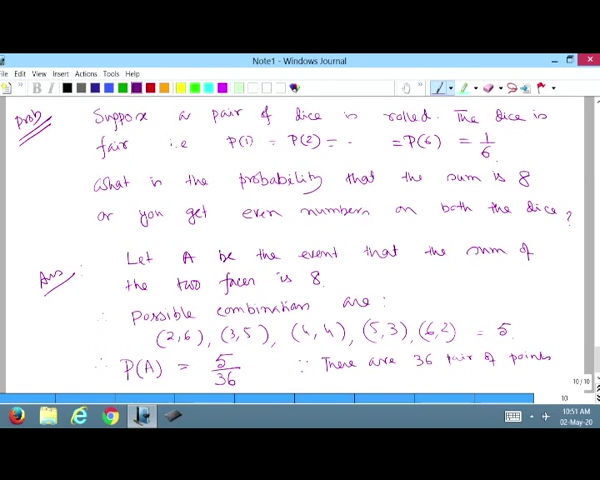 Note1 - Windows Journal
File Edit View Insert Actions Tools Help
Prob Suppose a pair of dice is rolled. The dice is
fair i.e P(1) = P(2) = - · = P(6) = 1/6.
What is the probability that the sum is 8
or you get even numbers on both the dice?
Ans: Let A be the event that the sum of
the two faces is 8.
∴ Possible combination are:
(2,6), (3,5), (4,4), (5,3) (6,2) = 5.
∴ P(A) = 5/36 ∵ There are 36 pair of points
10 / 10
10:51 AM
02-May-20